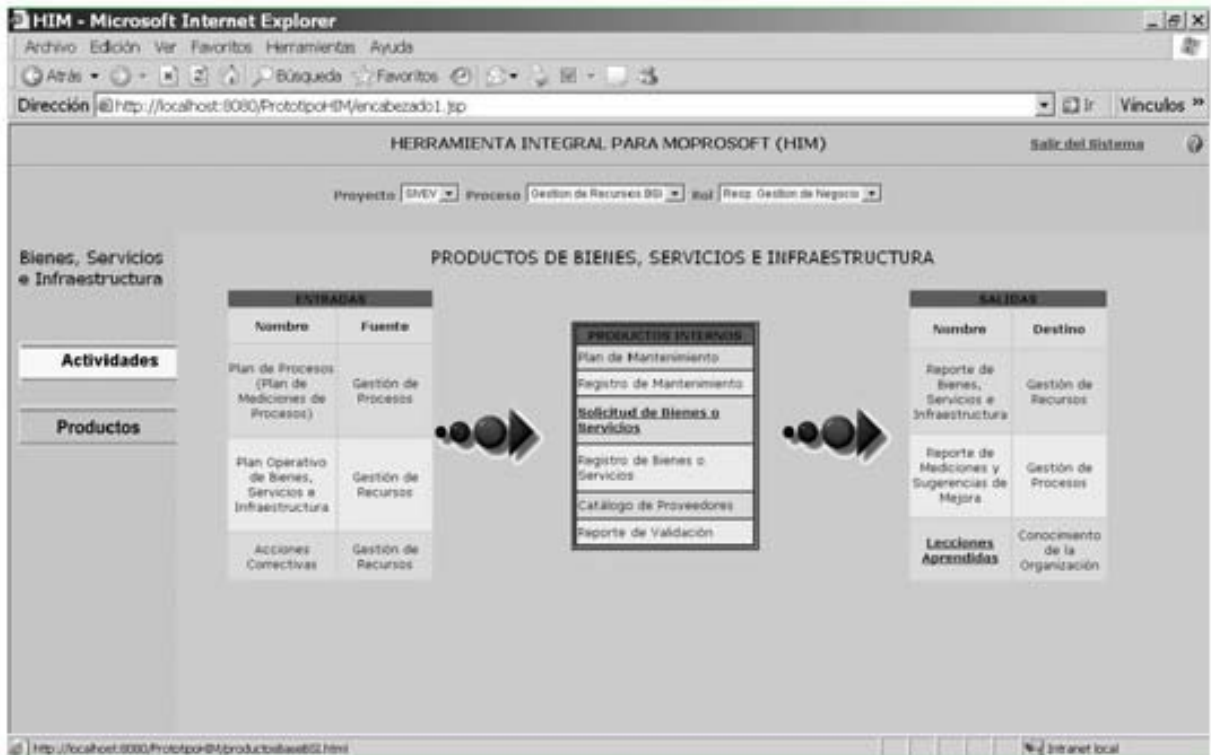 HIM - Microsoft Internet Explorer
Archivo Edición Ver Favoritos Herramientas Ayuda
Atrás Búsqueda Favoritos
Dirección http://localhost:8080/PrototipoHIM/encabezado1.jsp Ir Vínculos »
HERRAMIENTA INTEGRAL PARA MOPROSOFT (HIM) Salir del Sistema
Proyecto SIVEV Proceso Gestion de Recursos BSI Rol Resp. Gestion de Negocio
Bienes, Servicios
e Infraestructura
Actividades
Productos
PRODUCTOS DE BIENES, SERVICIOS E INFRAESTRUCTURA
ENTRADAS
Nombre Fuente
Plan de Procesos
(Plan de
Mediciones de
Procesos)
Gestión de
Procesos
Plan Operativo
de Bienes,
Servicios e
Infraestructura
Gestión de
Recursos
Acciones
Correctivas
Gestión de
Recursos
PRODUCTOS INTERNOS
Plan de Mantenimiento
Registro de Mantenimiento
Solicitud de Bienes o
Servicios
Registro de Bienes o
Servicios
Catálogo de Proveedores
Reporte de Validación
SALIDAS
Nombre Destino
Reporte de
Bienes,
Servicios e
Infraestructura
Gestión de
Recursos
Reporte de
Mediciones y
Sugerencias de
Mejora
Gestión de
Procesos
Lecciones
Aprendidas
Conocimiento
de la
Organización
http://localhost:8080/PrototipoHIM/productosBaseBSI.html Intranet local